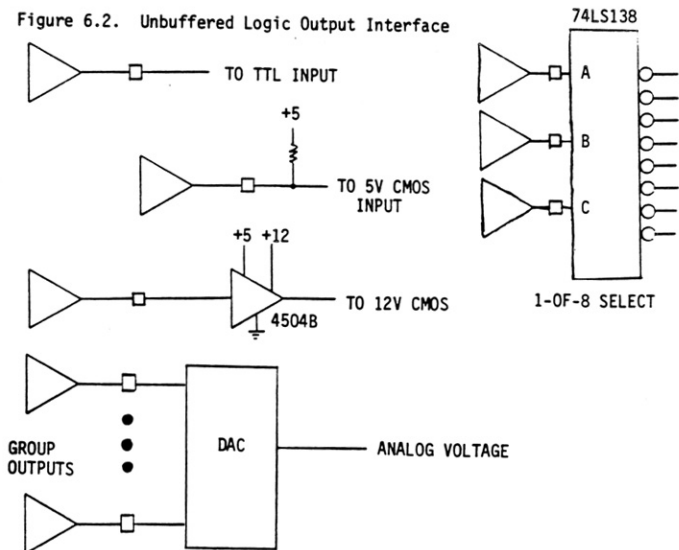 Figure 6.2. Unbuffered Logic Output Interface
74LS138
TO TTL INPUT
A
B
C
1-OF-8 SELECT
+5
TO 5V CMOS
INPUT
+5 +12
TO 12V CMOS
4504B
GROUP
OUTPUTS
DAC
ANALOG VOLTAGE